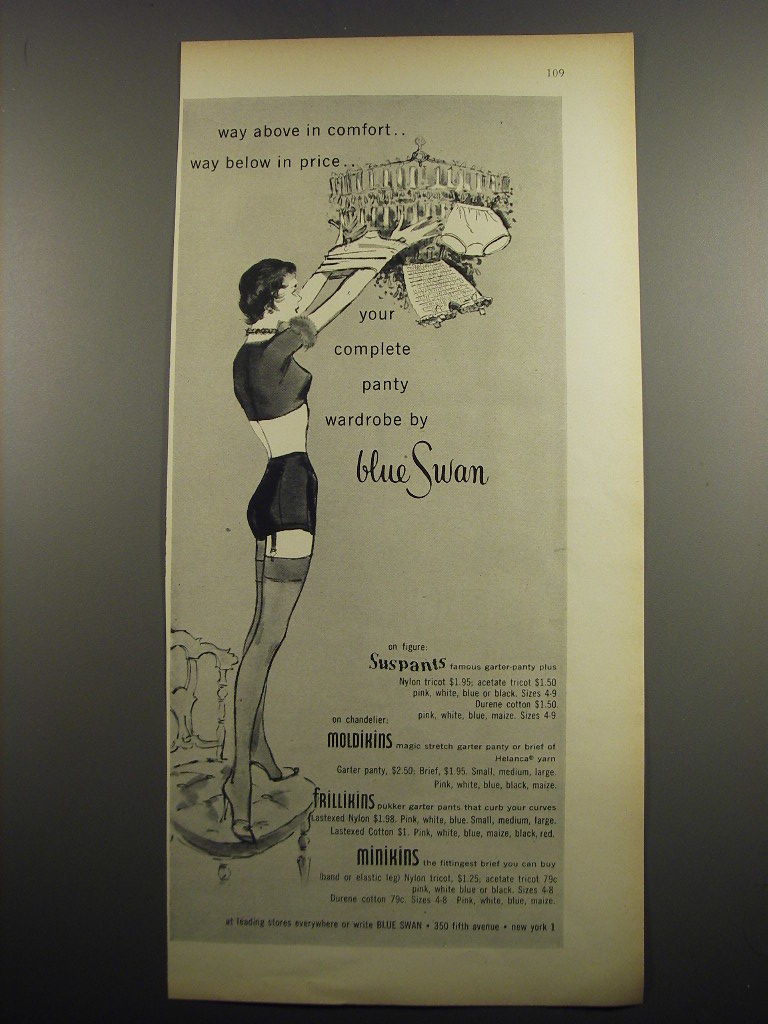 109
way above in comfort..
way below in price..
your
complete
panty
wardrobe by
blue Swan
on figure:
Suspants famous garter-panty plus
Nylon tricot $1.95; acetate tricot $1.50
pink, white, blue or black. Sizes 4-9
Durene cotton $1.50.
pink, white, blue, maize. Sizes 4-9
on chandelier:
MOLDIKINS magic stretch garter panty or brief of
Helanca® yarn
Garter panty, $2.50; Brief, $1.95. Small, medium, large.
Pink, white, blue, black, maize.
FRILLIKINS pukker garter pants that curb your curves
Lastexed Nylon $1.98. Pink, white, blue. Small, medium, large.
Lastexed Cotton $1. Pink, white, blue, maize, black, red.
MINIKINS the fittingest brief you can buy
(band or elastic leg) Nylon tricot, $1.25; acetate tricot 79c
pink, white blue or black. Sizes 4-8
Durene cotton 79c. Sizes 4-8 Pink, white, blue, maize.
at leading stores everywhere or write BLUE SWAN • 350 fifth avenue • new york 1